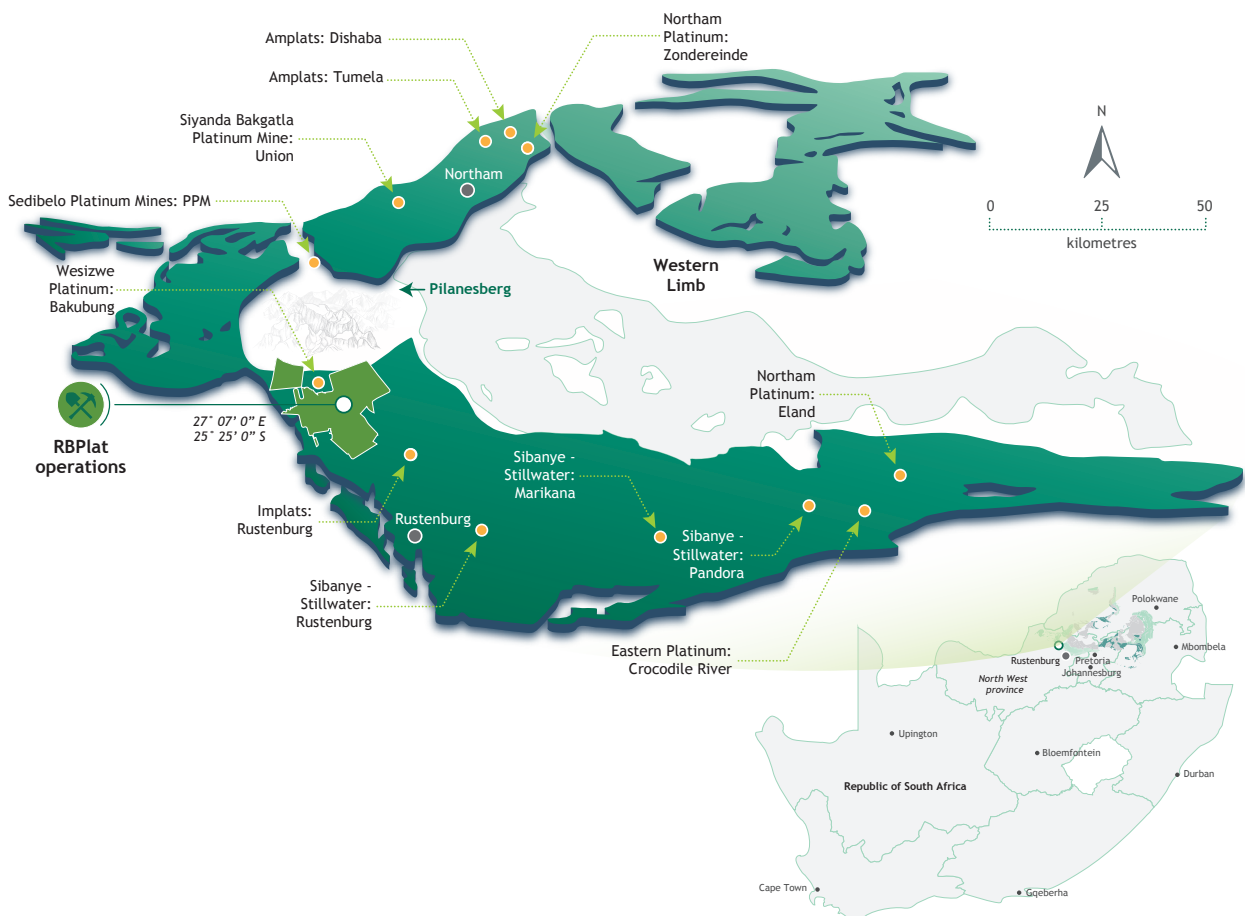 Amplats: Dishaba
Amplats: Tumela
Northam
Platinum:
Zondereinde
Siyanda Bakgatla
Platinum Mine:
Union
Northam
Sedibelo Platinum Mines: PPM
N
0
25
50
kilometres
Western
Limb
Wesizwe
Platinum:
Bakubung
Pilanesberg
RBPlat
operations
27° 07' 0” E
25° 25' 0” S
Northam
Platinum:
Eland
Sibanye -
Stillwater:
Marikana
Implats:
Rustenburg
Rustenburg
Sibanye -
Stillwater:
Pandora
Sibanye -
Stillwater:
Rustenburg
Eastern Platinum:
Crocodile River
Polokwane
Mbombela
Rustenburg
Pretoria
Johannesburg
North West
province
Upington
Bloemfontein
Durban
Republic of South Africa
Cape Town
Gqeberha